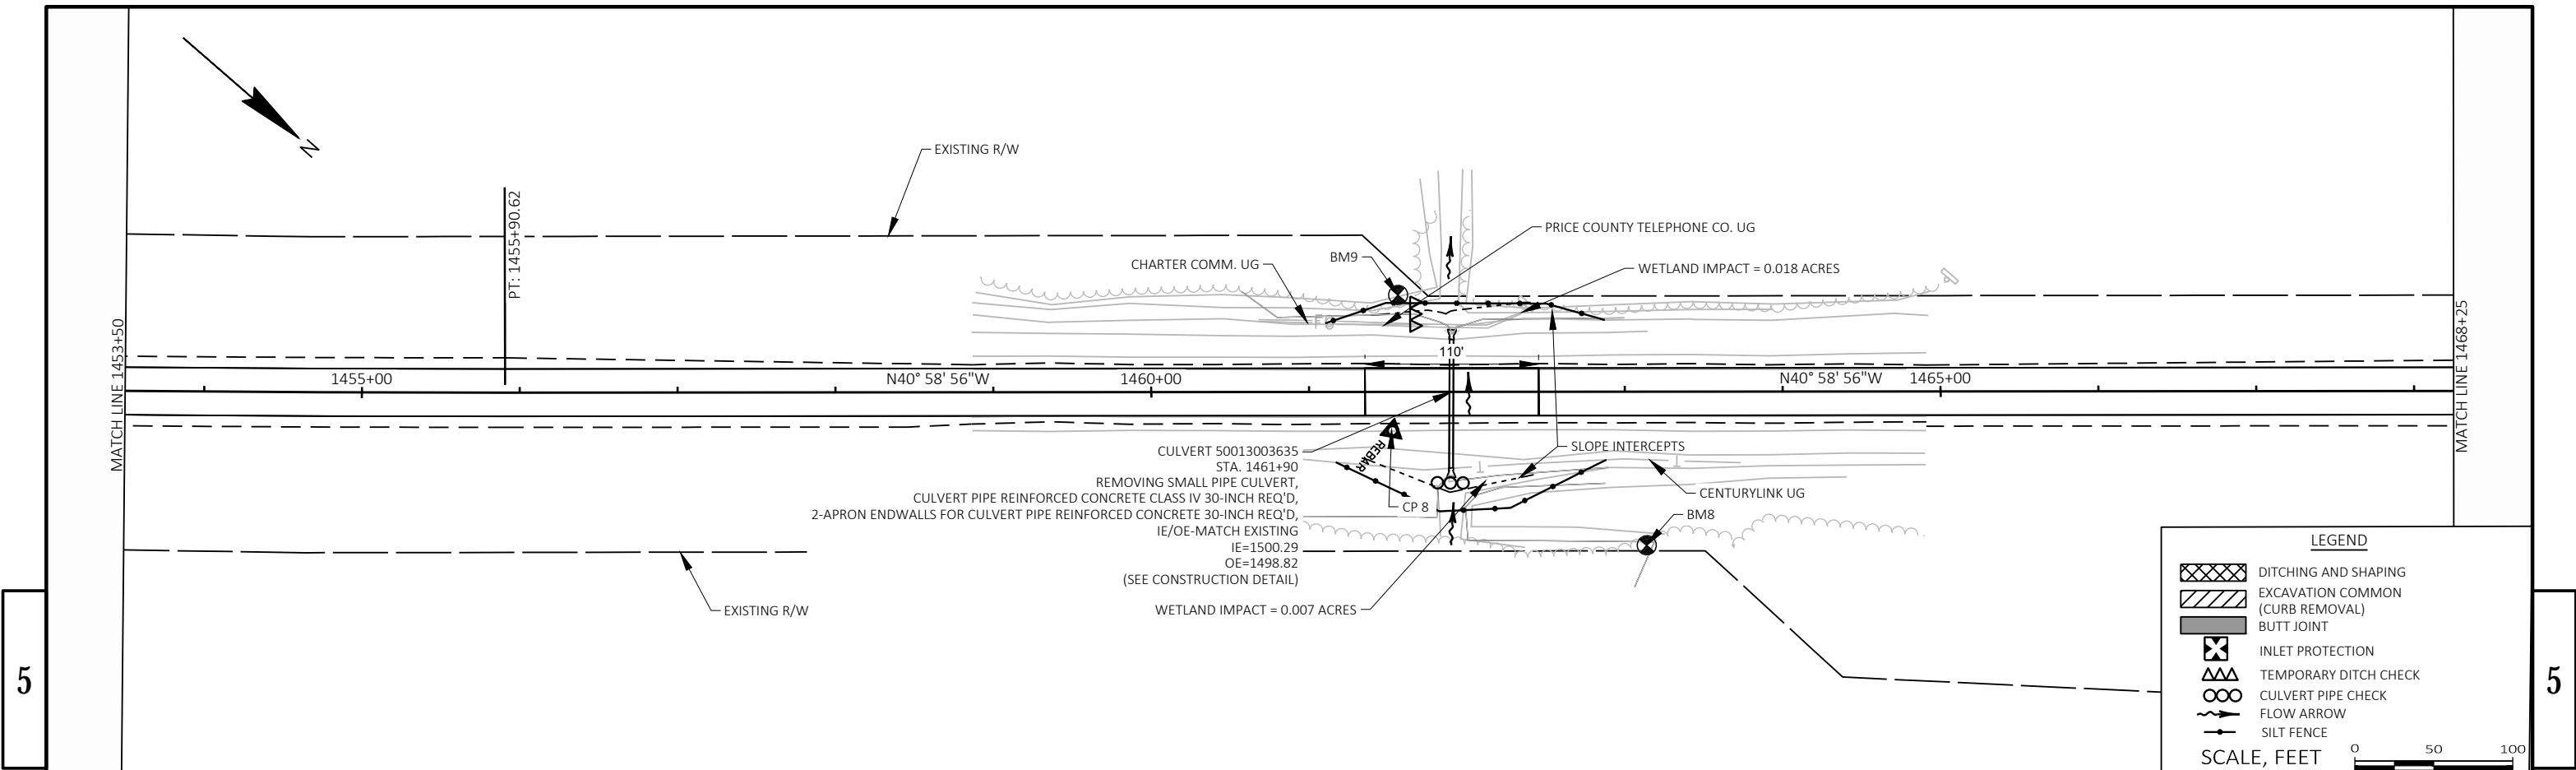 N
EXISTING R/W
PT: 1455+90.62
PRICE COUNTY TELEPHONE CO. UG
BM9
CHARTER COMM. UG
WETLAND IMPACT = 0.018 ACRES
MATCH LINE 1453+50
MATCH LINE 1468+25
110'
1455+00
N40° 58' 56"W
1460+00
N40° 58' 56"W
1465+00
REBAR
CULVERT 50013003635
STA. 1461+90
REMOVING SMALL PIPE CULVERT,
CULVERT PIPE REINFORCED CONCRETE CLASS IV 30-INCH REQ'D,
2-APRON ENDWALLS FOR CULVERT PIPE REINFORCED CONCRETE 30-INCH REQ'D,
IE/OE-MATCH EXISTING
IE=1500.29
OE=1498.82
(SEE CONSTRUCTION DETAIL)
SLOPE INTERCEPTS
CENTURYLINK UG
CP 8
BM8
EXISTING R/W
WETLAND IMPACT = 0.007 ACRES
5
5
LEGEND
DITCHING AND SHAPING
EXCAVATION COMMON
(CURB REMOVAL)
BUTT JOINT
INLET PROTECTION
TEMPORARY DITCH CHECK
CULVERT PIPE CHECK
FLOW ARROW
SILT FENCE
SCALE, FEET
0 50 100